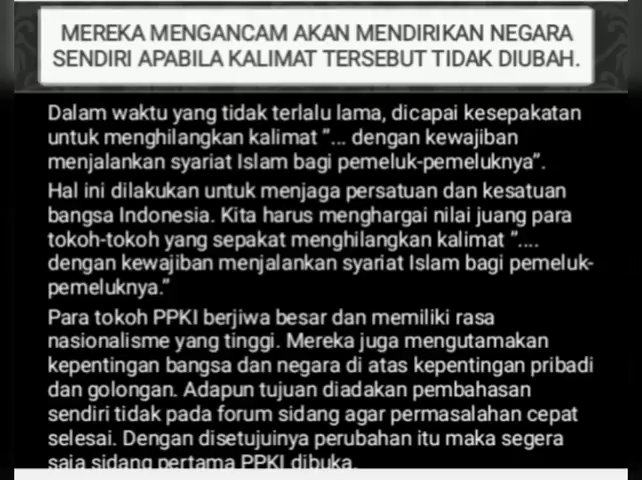 MEREKA MENGANCAM AKAN MENDIRIKAN NEGARA
SENDIRI APABILA KALIMAT TERSEBUT TIDAK DIUBAH.
Dalam waktu yang tidak terlalu lama, dicapai kesepakatan
untuk menghilangkan kalimat "... dengan kewajiban
menjalankan syariat Islam bagi pemeluk-pemeluknya".
Hal ini dilakukan untuk menjaga persatuan dan kesatuan
bangsa Indonesia. Kita harus menghargai nilai juang para
tokoh-tokoh yang sepakat menghilangkan kalimat "....
dengan kewajiban menjalankan syariat Islam bagi pemeluk-
pemeluknya."
Para tokoh PPKI berjiwa besar dan memiliki rasa
nasionalisme yang tinggi. Mereka juga mengutamakan
kepentingan bangsa dan negara di atas kepentingan pribadi
dan golongan. Adapun tujuan diadakan pembahasan
sendiri tidak pada forum sidang agar permasalahan cepat
selesai. Dengan disetujuinya perubahan itu maka segera
saja sidang pertama PPKI dibuka.